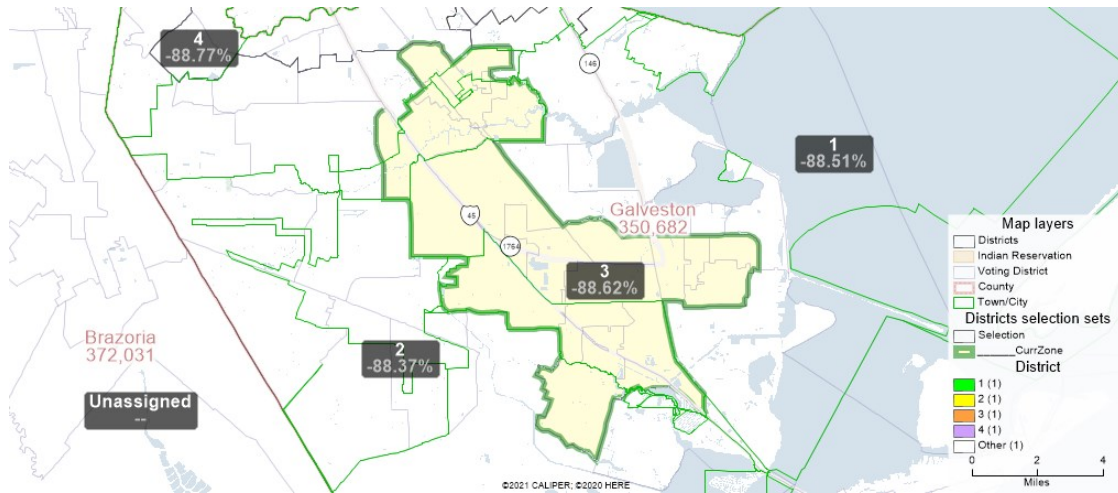 4
-88.77%
146
1
-88.51%
Galveston
350,682
45
1764
3
-88.62%
Brazoria
372,031
2
-88.37%
Unassigned
--
Map layers
Districts
Indian Reservation
Voting District
County
Town/City
Districts selection sets
Selection
______CurrZone
District
1 (1)
2 (1)
3 (1)
4 (1)
Other (1)
0 2 4
Miles
©2021 CALIPER; ©2020 HERE